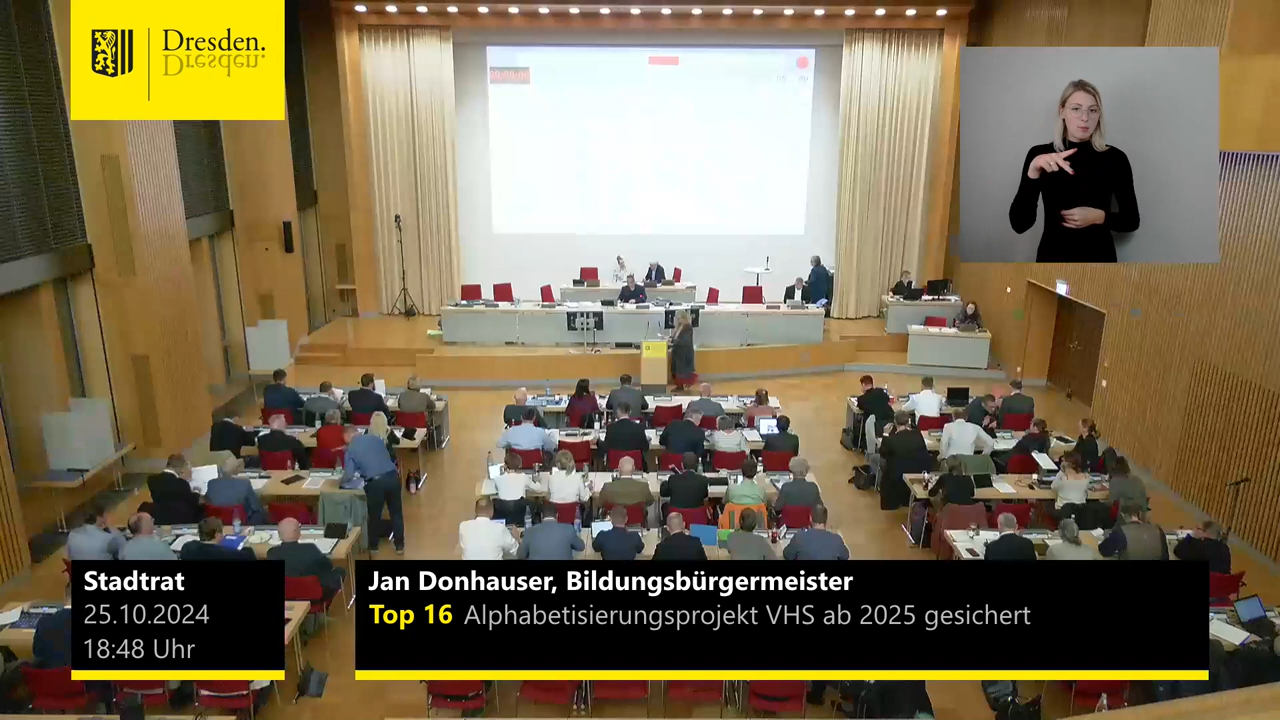 Dresden.
Dresden.
Stadtrat
25.10.2024
18:48 Uhr
Jan Donhauser, Bildungsbürgermeister
Top 16 Alphabetisierungsprojekt VHS ab 2025 gesichert